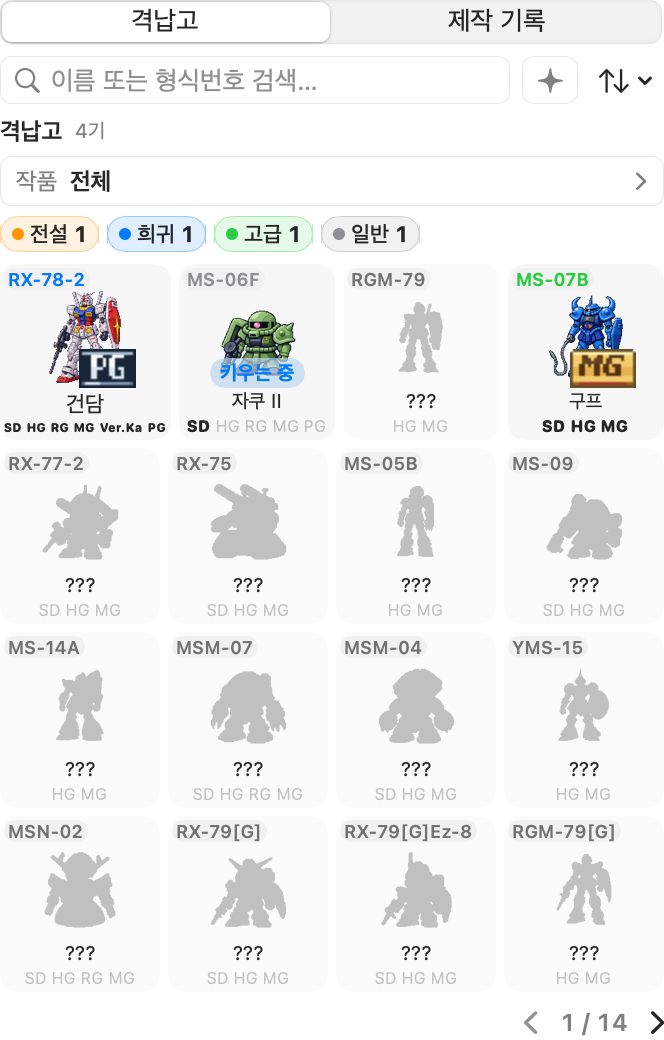 격납고 제작 기록
이름 또는 형식번호 검색...
격납고 4기
작품 전체
전설 1 희귀 1 고급 1 일반 1
RX-78-2 MS-06F RGM-79 MS-07B
PG 키우는 중 MG
건담 자쿠 II ??? 구프
SD HG RG MG Ver.Ka PG SD HG RG MG PG HG MG SD HG MG
RX-77-2 RX-75 MS-05B MS-09
??? ??? ??? ???
SD HG MG SD HG MG HG MG SD HG MG
MS-14A MSM-07 MSM-04 YMS-15
??? ??? ??? ???
HG MG SD HG RG MG SD HG MG HG MG
MSN-02 RX-79[G] RX-79[G]Ez-8 RGM-79[G]
??? ??? ??? ???
SD HG RG MG SD HG MG SD HG MG HG MG
1 / 14